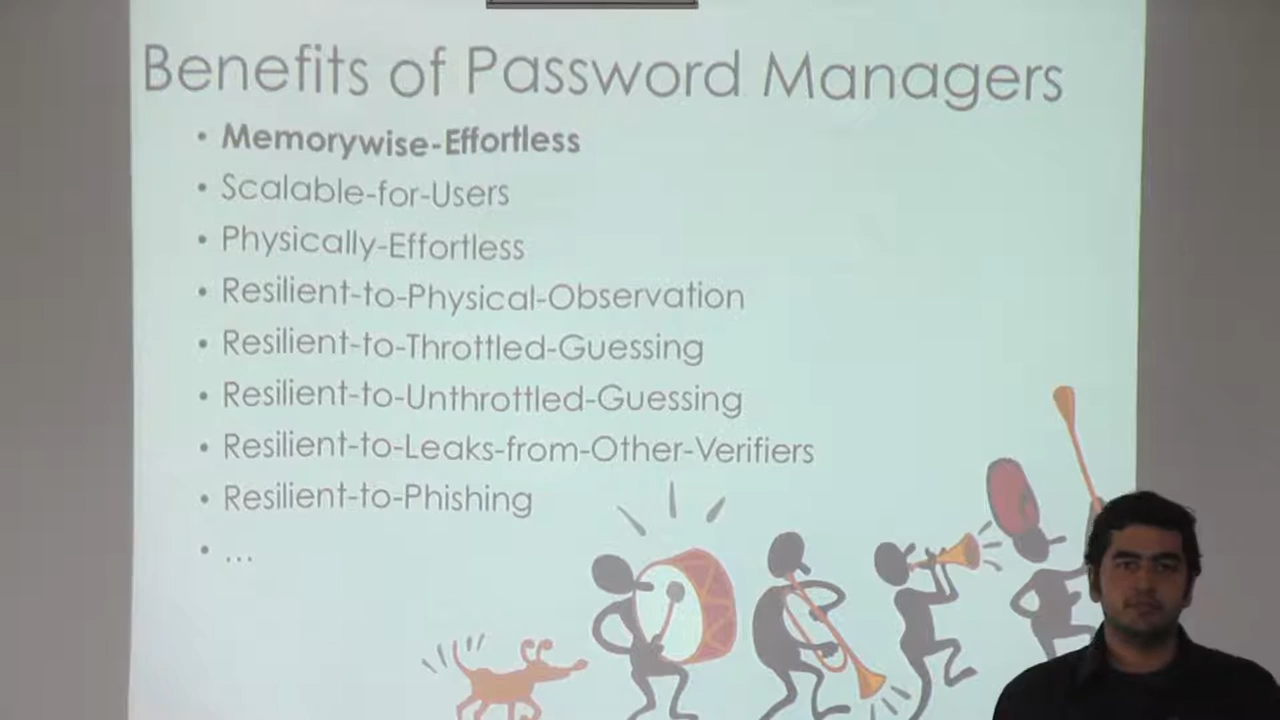 Benefits of Password Managers
• Memorywise-Effortless
• Scalable-for-Users
• Physically-Effortless
• Resilient-to-Physical-Observation
• Resilient-to-Throttled-Guessing
• Resilient-to-Unthrottled-Guessing
• Resilient-to-Leaks-from-Other-Verifiers
• Resilient-to-Phishing
• ...